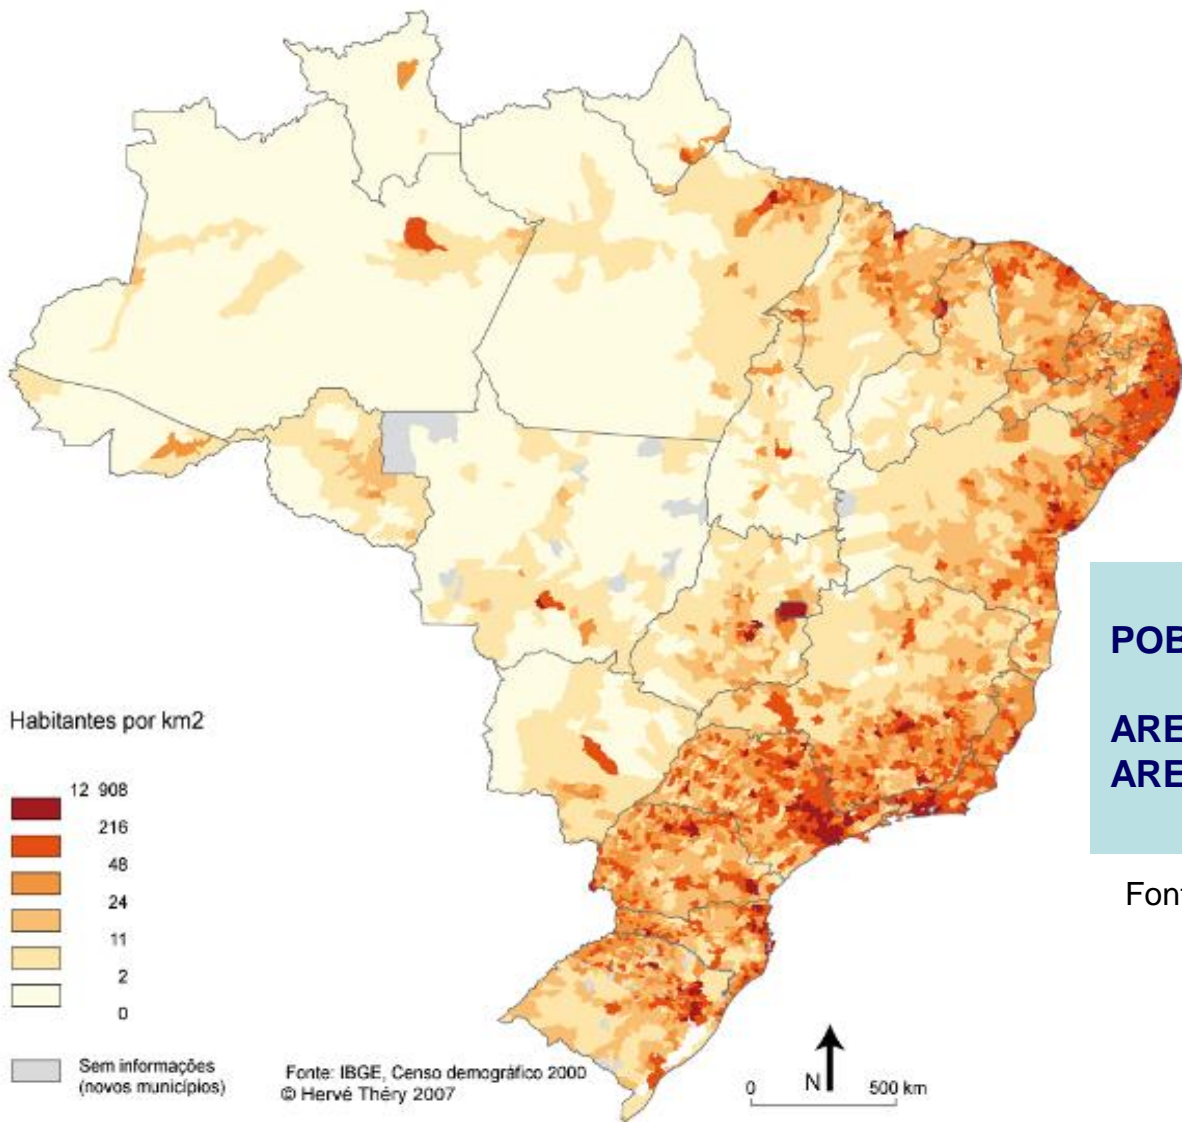 Habitantes por km2
12 908
216
48
24
11
2
0
Sem informações
(novos municípios)
Fonte: IBGE, Censo demográfico 2000
© Hervé Théry 2007
0 N 500 km
POB
ARE
ARE
Font